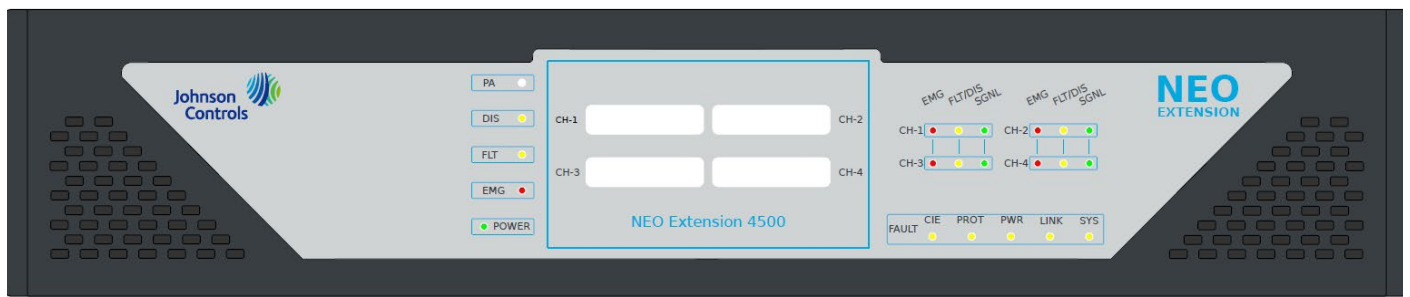 Johnson
Controls
PA
DIS
FLT
EMG
POWER
CH-1
CH-2
CH-3
CH-4
NEO Extension 4500
EMG FLT/DIS SGNL
EMG FLT/DIS SGNL
CH-1
CH-2
CH-3
CH-4
FAULT CIE PROT PWR LINK SYS
NEO
EXTENSION